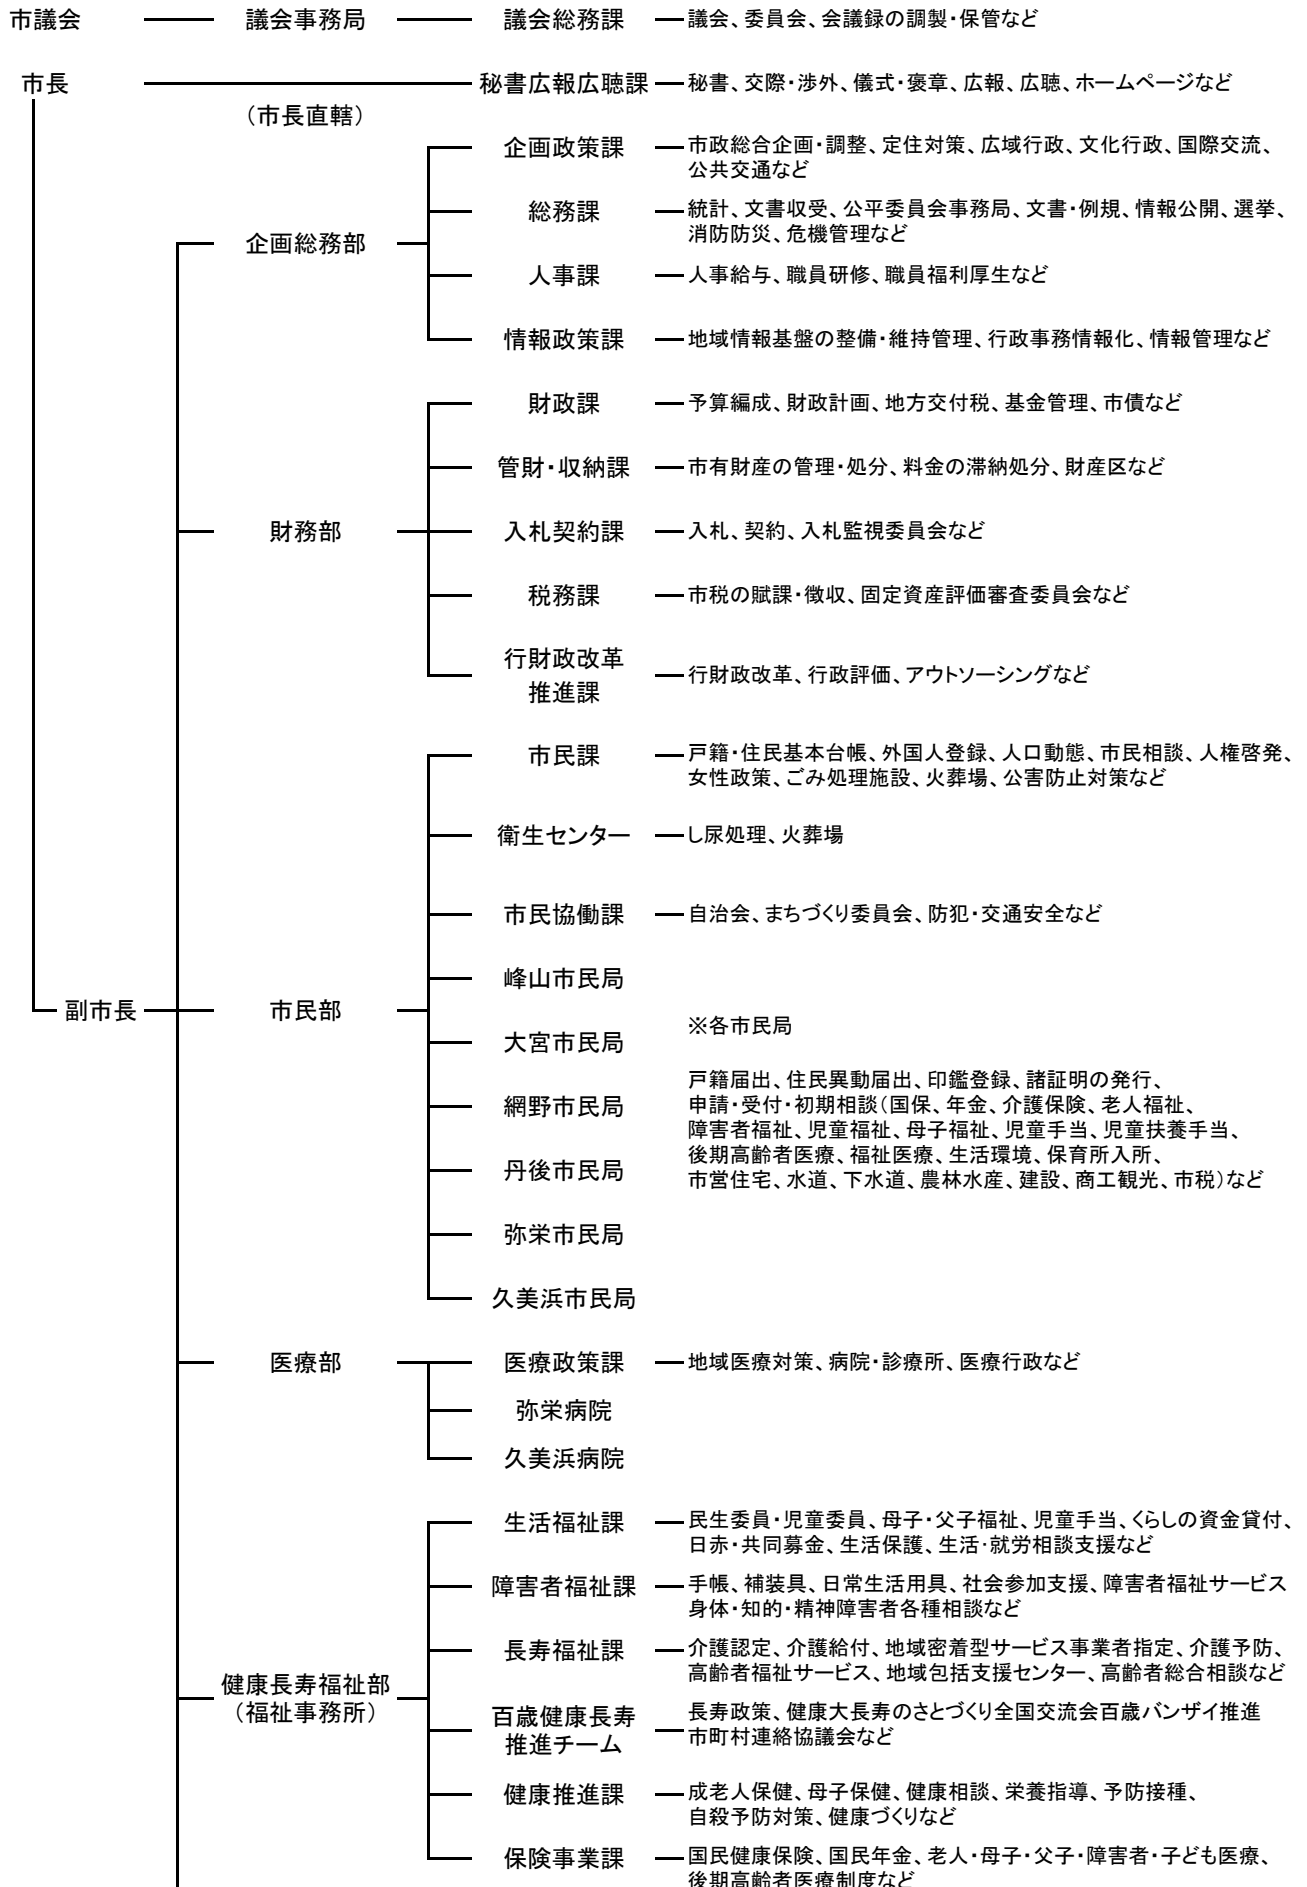 市議会 議会事務局 議会総務課 議会、委員会、会議録の調製・保管など
市長 秘書広報広聴課 秘書、交際・渉外、儀式・褒章、広報、広聴、ホームページなど
（市長直轄）
企画政策課 市政総合企画・調整、定住対策、広域行政、文化行政、国際交流、
公共交通など
総務課 統計、文書収受、公平委員会事務局、文書・例規、情報公開、選挙、
消防防災、危機管理など
企画総務部
人事課 人事給与、職員研修、職員福利厚生など
情報政策課 地域情報基盤の整備・維持管理、行政事務情報化、情報管理など
財政課 予算編成、財政計画、地方交付税、基金管理、市債など
管財・収納課 市有財産の管理・処分、料金の滞納処分、財産区など
財務部 入札契約課 入札、契約、入札監視委員会など
税務課 市税の賦課・徴収、固定資産評価審査委員会など
行財政改革
推進課
行財政改革、行政評価、アウトソーシングなど
市民課 戸籍・住民基本台帳、外国人登録、人口動態、市民相談、人権啓発、
女性政策、ごみ処理施設、火葬場、公害防止対策など
衛生センター し尿処理、火葬場
市民協働課 自治会、まちづくり委員会、防犯・交通安全など
峰山市民局
副市長 市民部
※各市民局
大宮市民局
戸籍届出、住民異動届出、印鑑登録、諸証明の発行、
網野市民局 申請・受付・初期相談（国保、年金、介護保険、老人福祉、
障害者福祉、児童福祉、母子福祉、児童手当、児童扶養手当、
後期高齢者医療、福祉医療、生活環境、保育所入所、
丹後市民局 市営住宅、水道、下水道、農林水産、建設、商工観光、市税）など
弥栄市民局
久美浜市民局
医療部 医療政策課 地域医療対策、病院・診療所、医療行政など
弥栄病院
久美浜病院
生活福祉課 民生委員・児童委員、母子・父子福祉、児童手当、くらしの資金貸付、
日赤・共同募金、生活保護、生活・就労相談支援など
障害者福祉課 手帳、補装具、日常生活用具、社会参加支援、障害者福祉サービス
身体・知的・精神障害者各種相談など
長寿福祉課 介護認定、介護給付、地域密着型サービス事業者指定、介護予防、
高齢者福祉サービス、地域包括支援センター、高齢者総合相談など
健康長寿福祉部
（福祉事務所）
百歳健康長寿
推進チーム
長寿政策、健康大長寿のさとづくり全国交流会百歳バンザイ推進
市町村連絡協議会など
健康推進課 成老人保健、母子保健、健康相談、栄養指導、予防接種、
自殺予防対策、健康づくりなど
保険事業課 国民健康保険、国民年金、老人・母子・父子・障害者・子ども医療、
後期高齢者医療制度など